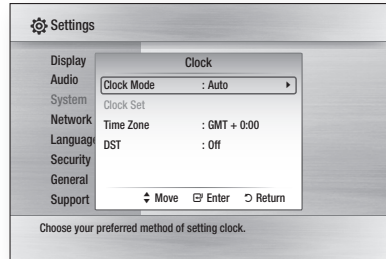 Settings
Display
Audio
System
Network
Language
Security
General
Support
Clock
Clock Mode : Auto
Clock Set
Time Zone : GMT + 0:00
DST : Off
Move Enter Return
Choose your preferred method of setting clock.